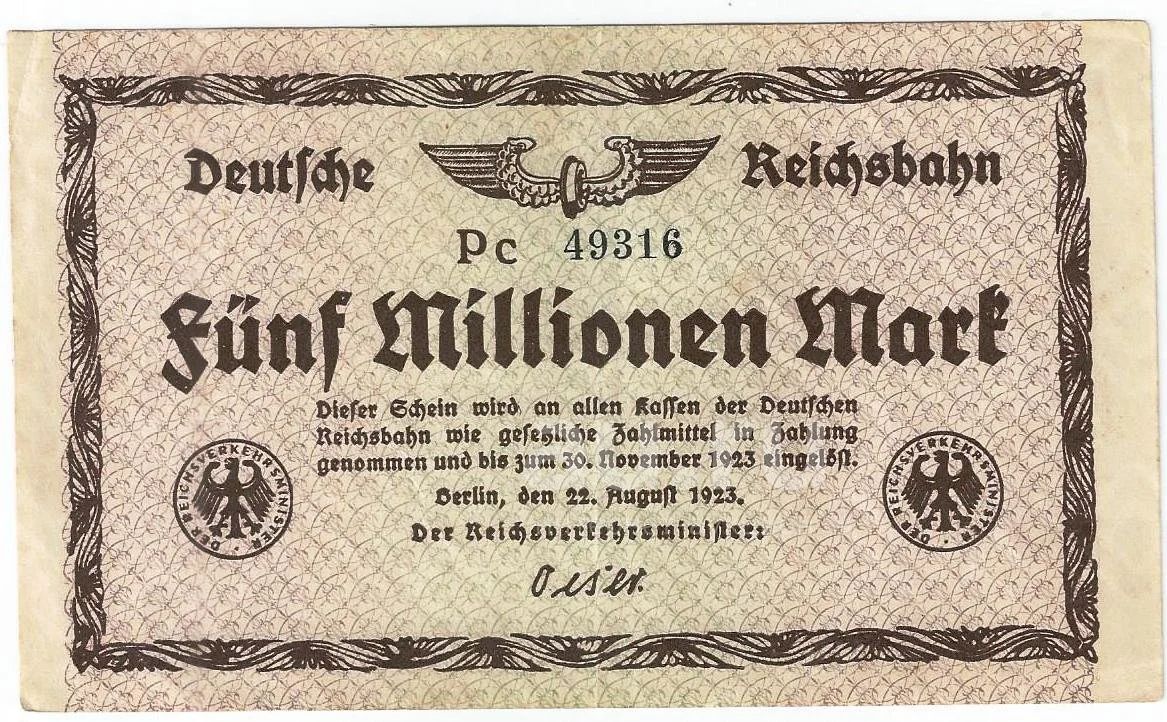 Deutsche Reichsbahn
Pc 49316
Fünf Millionen Mark
Dieser Schein wird an allen Kassen der Deutschen
Reichsbahn wie gesetzliche Zahlmittel in Zahlung
genommen und bis zum 30. November 1923 eingelöst.
Berlin, den 22. August 1923.
Der Reichsverkehrsminister:
Oeser.
DER REICHSVERKEHRSMINISTER
DER REICHSVERKEHRSMINISTER